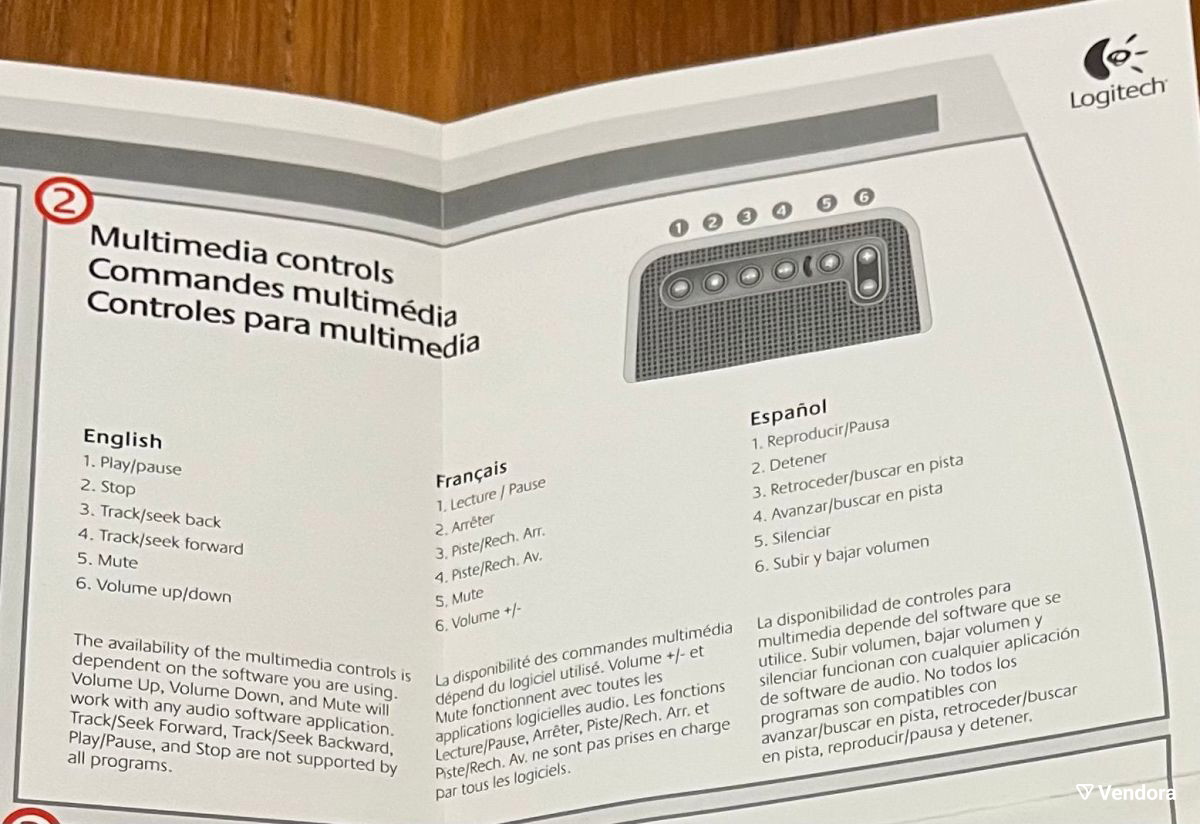 Logitech
2
Multimedia controls
Commandes multimédia
Controles para multimedia
1 2 3 4 5 6
English
1. Play/pause
2. Stop
3. Track/seek back
4. Track/seek forward
5. Mute
6. Volume up/down
The availability of the multimedia controls is
dependent on the software you are using.
Volume Up, Volume Down, and Mute will
work with any audio software application.
Track/Seek Forward, Track/Seek Backward,
Play/Pause, and Stop are not supported by
all programs.
Français
1. Lecture / Pause
2. Arrêter
3. Piste/Rech. Arr.
4. Piste/Rech. Av.
5. Mute
6. Volume +/-
La disponibilité des commandes multimédia
dépend du logiciel utilisé. Volume +/- et
Mute fonctionnent avec toutes les
applications logicielles audio. Les fonctions
Lecture/Pause, Arrêter, Piste/Rech. Arr. et
Piste/Rech. Av. ne sont pas prises en charge
par tous les logiciels.
Español
1. Reproducir/Pausa
2. Detener
3. Retroceder/buscar en pista
4. Avanzar/buscar en pista
5. Silenciar
6. Subir y bajar volumen
La disponibilidad de controles para
multimedia depende del software que se
utilice. Subir volumen, bajar volumen y
silenciar funcionan con cualquier aplicación
de software de audio. No todos los
programas son compatibles con
avanzar/buscar en pista, retroceder/buscar
en pista, reproducir/pausa y detener.
Vendora